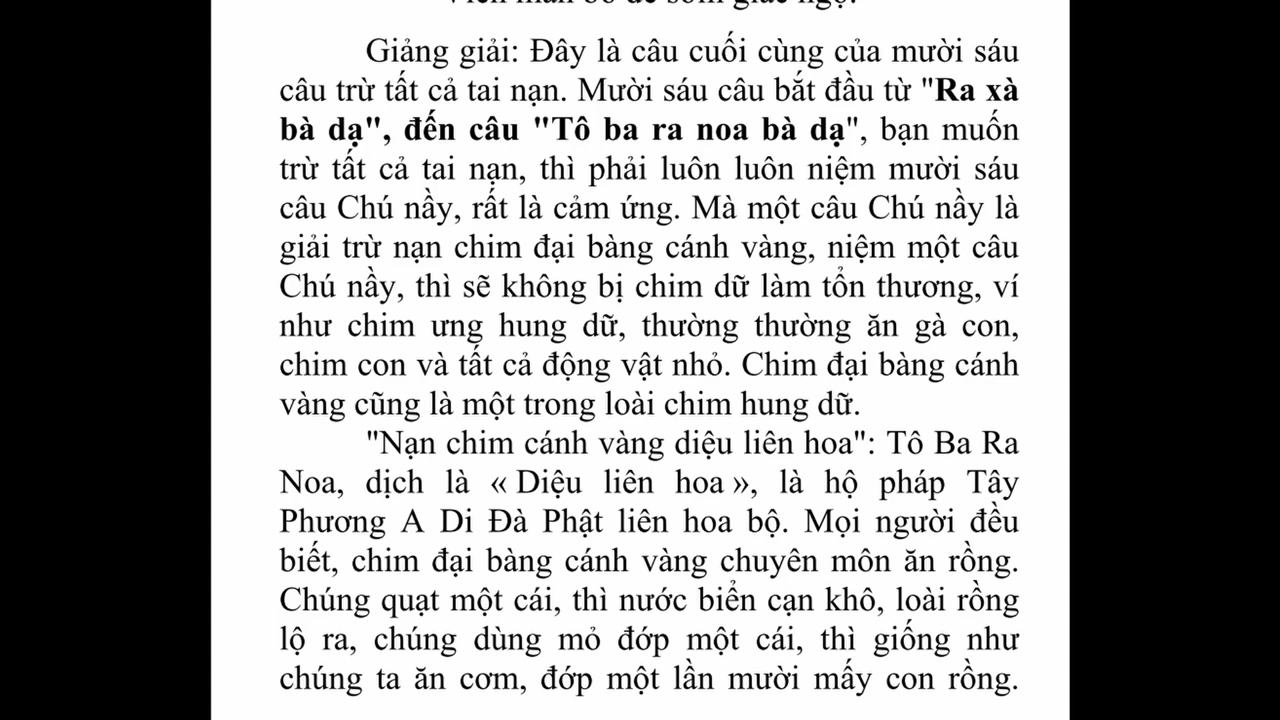 Viên mãn bồ đề sớm giác ngộ.
Giảng giải: Đây là câu cuối cùng của mười sáu
câu trừ tất cả tai nạn. Mười sáu câu bắt đầu từ "Ra xà
bà dạ", đến câu "Tô ba ra noa bà dạ", bạn muốn
trừ tất cả tai nạn, thì phải luôn luôn niệm mười sáu
câu Chú nầy, rất là cảm ứng. Mà một câu Chú nầy là
giải trừ nạn chim đại bàng cánh vàng, niệm một câu
Chú nầy, thì sẽ không bị chim dữ làm tổn thương, ví
như chim ưng hung dữ, thường thường ăn gà con,
chim con và tất cả động vật nhỏ. Chim đại bàng cánh
vàng cũng là một trong loài chim hung dữ.
"Nạn chim cánh vàng diệu liên hoa": Tô Ba Ra
Noa, dịch là « Diệu liên hoa », là hộ pháp Tây
Phương A Di Đà Phật liên hoa bộ. Mọi người đều
biết, chim đại bàng cánh vàng chuyên môn ăn rồng.
Chúng quạt một cái, thì nước biển cạn khô, loài rồng
lộ ra, chúng dùng mỏ đớp một cái, thì giống như
chúng ta ăn cơm, đớp một lần mười mấy con rồng.